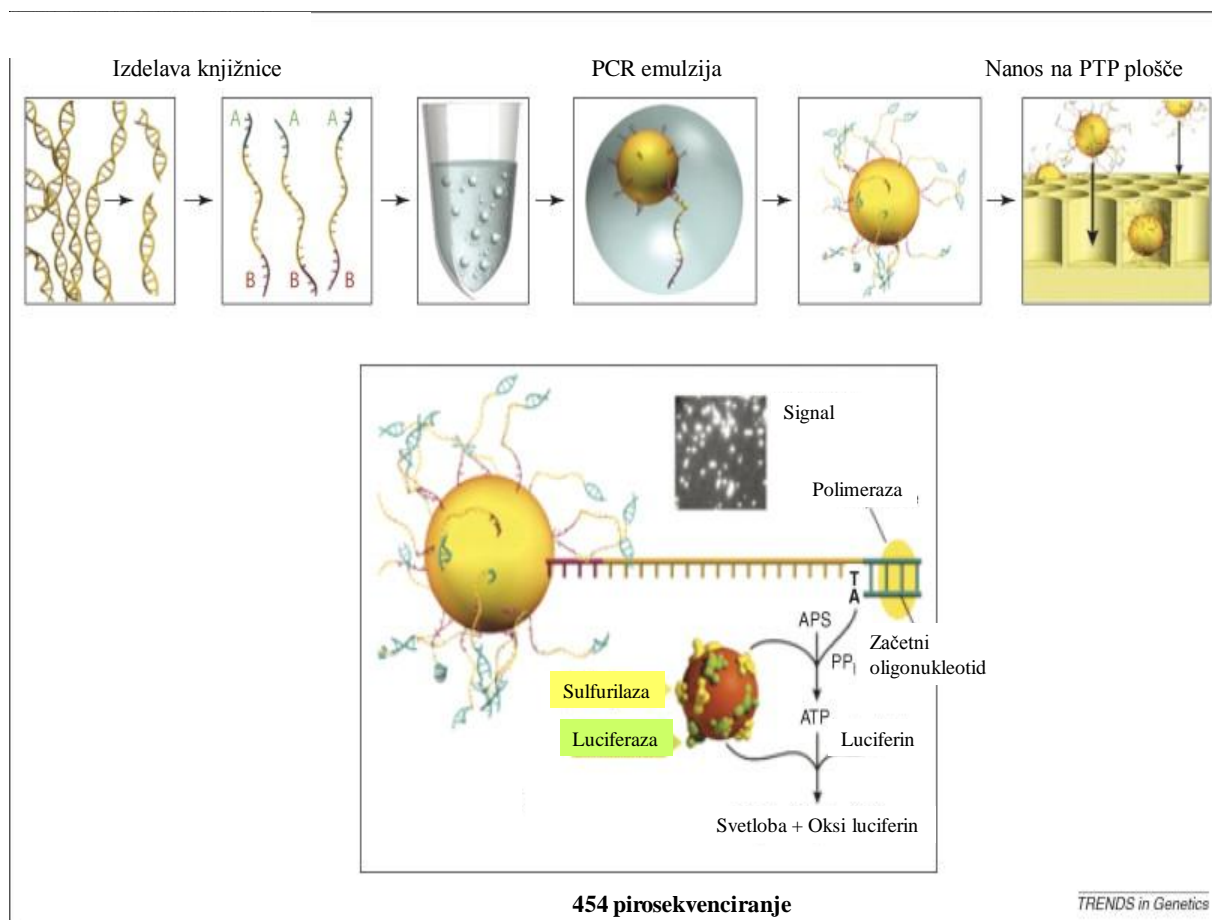 Izdelava knjižnice
PCR emulzija
Nanos na PTP plošče
A A A
B B B
Signal
Polimeraza
T
A
APS
PPi
Začetni
oligonukleotid
Sulfurilaza
ATP
Luciferaza
Luciferin
Svetloba + Oksi luciferin
454 pirosekvenciranje
TRENDS in Genetics